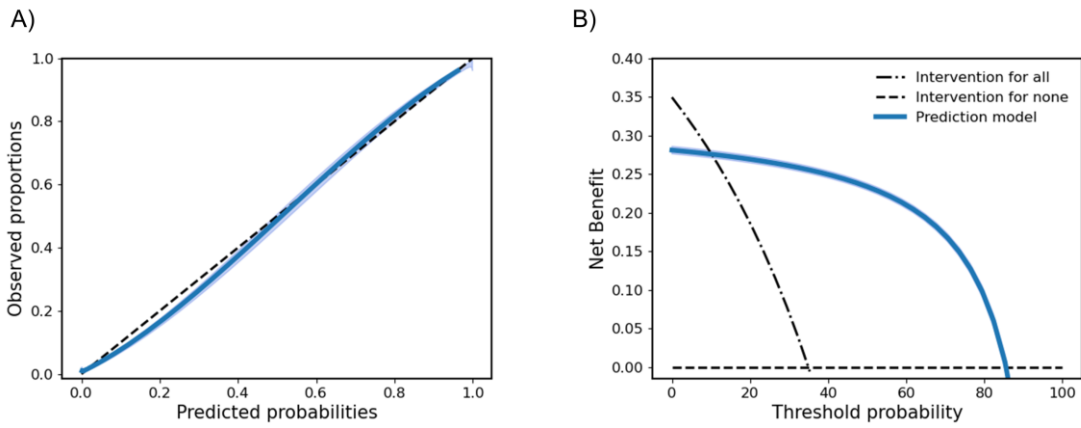 A)
B)
1.0
0.8
0.6
0.4
0.2
0.0
Observed proportions
0.0 0.2 0.4 0.6 0.8 1.0
Predicted probabilities
0.40
0.35
0.30
0.25
0.20
0.15
0.10
0.05
0.00
Net Benefit
Intervention for all
Intervention for none
Prediction model
0 20 40 60 80 100
Threshold probability